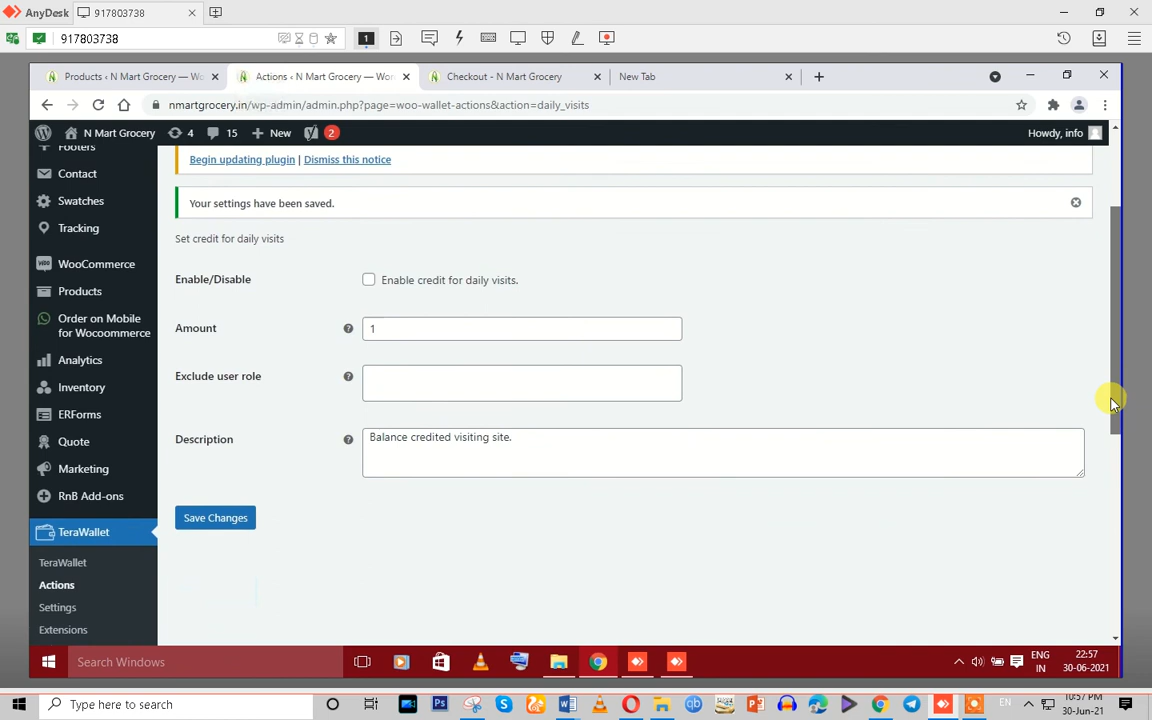 AnyDesk
917803738
917803738
1
Products ‹ N Mart Grocery — Wo
Actions ‹ N Mart Grocery — Won
Checkout - N Mart Grocery
New Tab
nmartgrocery.in/wp-admin/admin.php?page=woo-wallet-actions&action=daily_visits
N Mart Grocery
4
15
New
2
Howdy, info
Footers
Contact
Swatches
Tracking
WooCommerce
Products
Order on Mobile
for Wocoommerce
Analytics
Inventory
ERForms
Quote
Marketing
RnB Add-ons
TeraWallet
TeraWallet
Actions
Settings
Extensions
Begin updating plugin | Dismiss this notice
Your settings have been saved.
Set credit for daily visits
Enable/Disable
Enable credit for daily visits.
Amount
1
Exclude user role
Description
Balance credited visiting site.
Save Changes
Search Windows
ENG
IN
22:57
30-06-2021
Type here to search
EN
10:57 PM
30-Jun-21